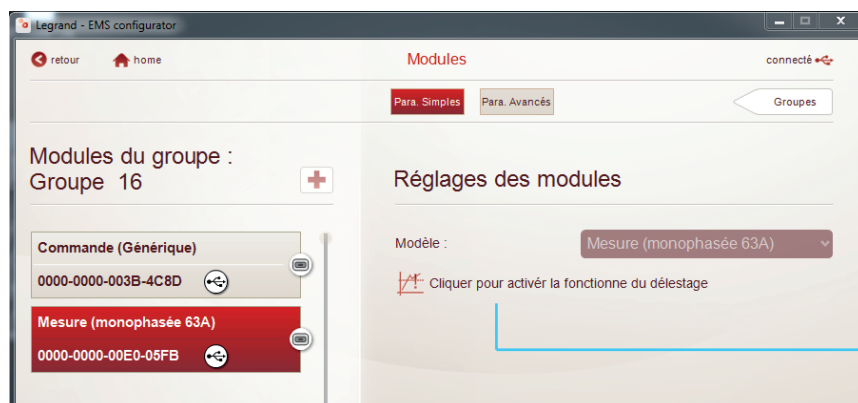 Legrand - EMS configurator
retour
home
Modules
connecté
Para. Simples
Para. Avancés
Groupes
Modules du groupe :
Groupe 16
Réglages des modules
Commande (Générique)
0000-0000-003B-4C8D
Mesure (monophasée 63A)
0000-0000-00E0-05FB
Modèle :
Mesure (monophasée 63A)
Cliquer pour activér la fonctionne du délestage